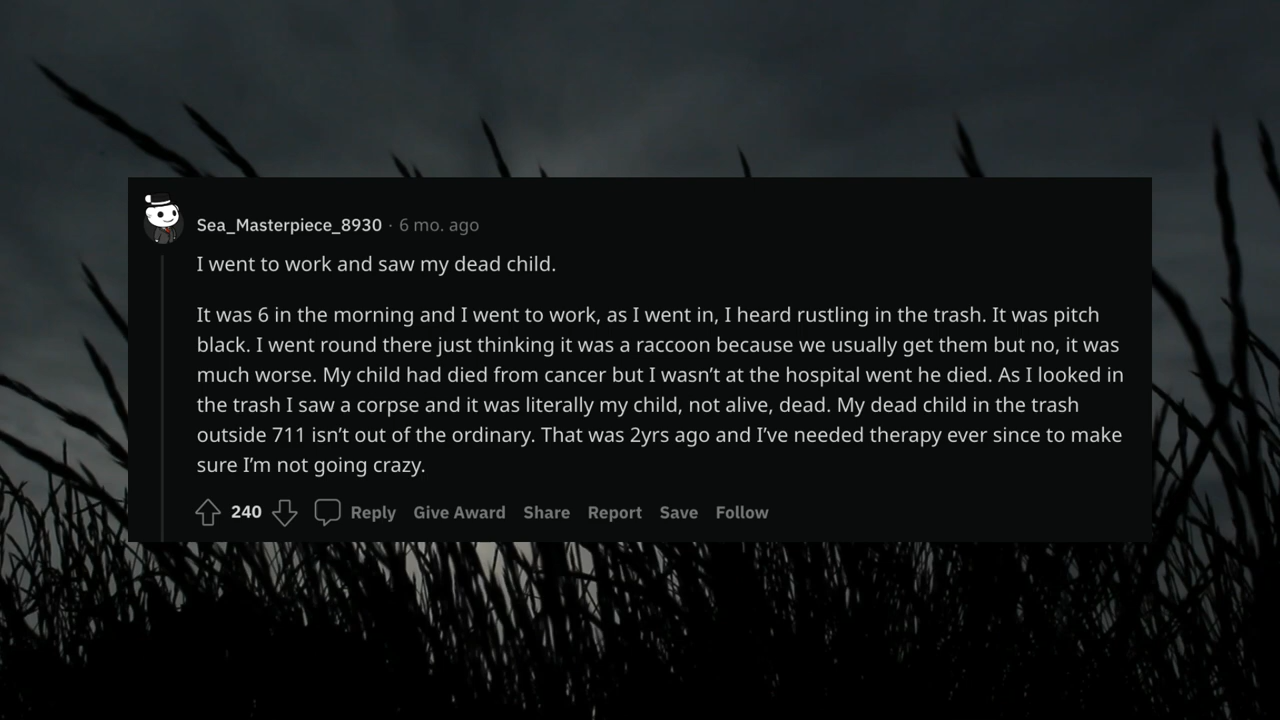 Sea_Masterpiece_8930 · 6 mo. ago
I went to work and saw my dead child.
It was 6 in the morning and I went to work, as I went in, I heard rustling in the trash. It was pitch
black. I went round there just thinking it was a raccoon because we usually get them but no, it was
much worse. My child had died from cancer but I wasn’t at the hospital went he died. As I looked in
the trash I saw a corpse and it was literally my child, not alive, dead. My dead child in the trash
outside 711 isn’t out of the ordinary. That was 2yrs ago and I’ve needed therapy ever since to make
sure I’m not going crazy.
240 Reply Give Award Share Report Save Follow